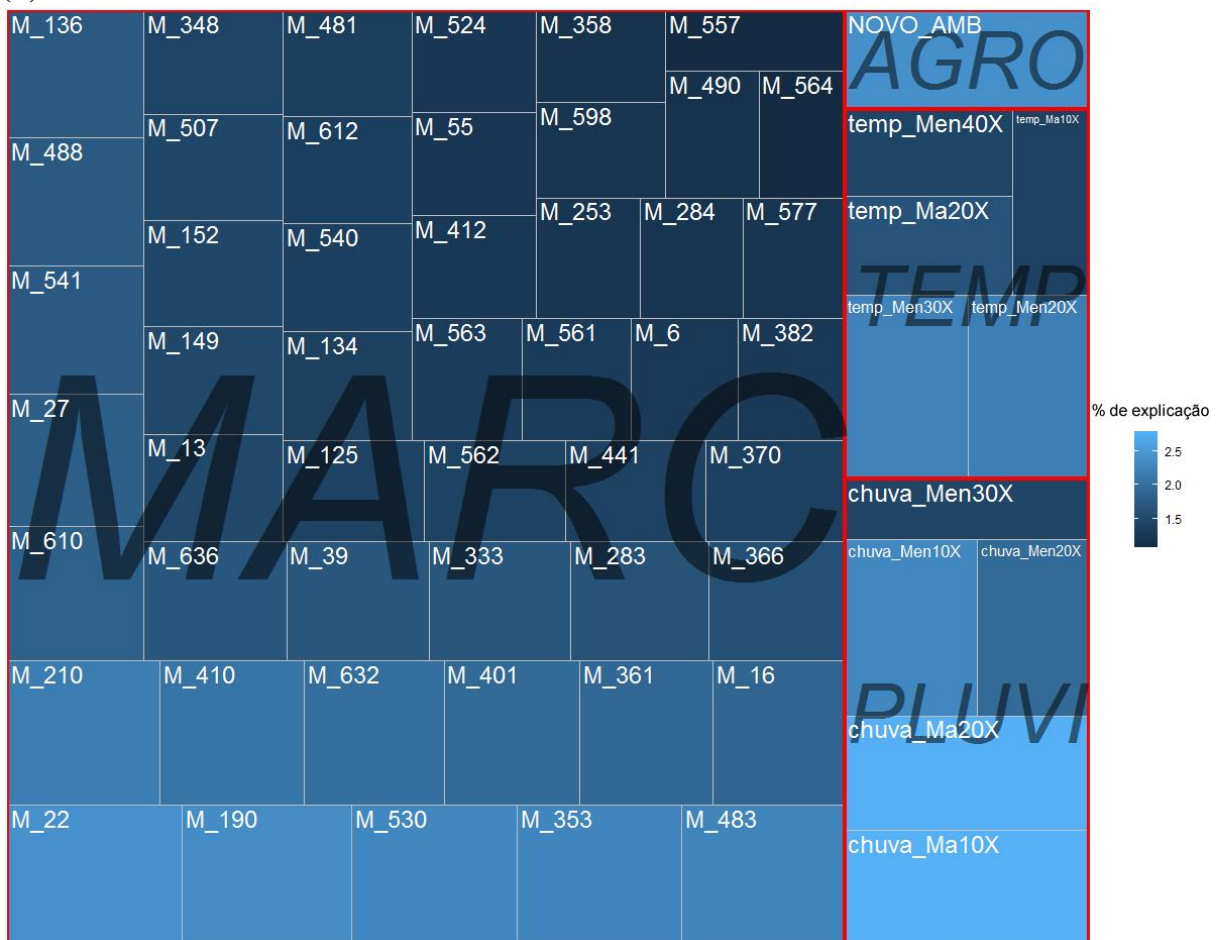 M_136
M_348
M_481
M_524
M_358
M_557
M_490
M_564
M_507
M_612
M_55
M_598
M_488
M_152
M_540
M_412
M_253
M_284
M_577
M_541
M_149
M_134
M_563
M_561
M_6
M_382
M_27
M_13
M_125
M_562
M_441
M_370
M_610
M_636
M_39
M_333
M_283
M_366
MARC
M_210
M_410
M_632
M_401
M_361
M_16
M_22
M_190
M_530
M_353
M_483
NOVO_AMB
AGRO
temp_Men40X
temp_Ma10X
temp_Ma20X
TEMP
temp_Men30X
temp_Men20X
chuva_Men30X
chuva_Men10X
chuva_Men20X
PLUVI
chuva_Ma20X
chuva_Ma10X
% de explicação
2.5
2.0
1.5